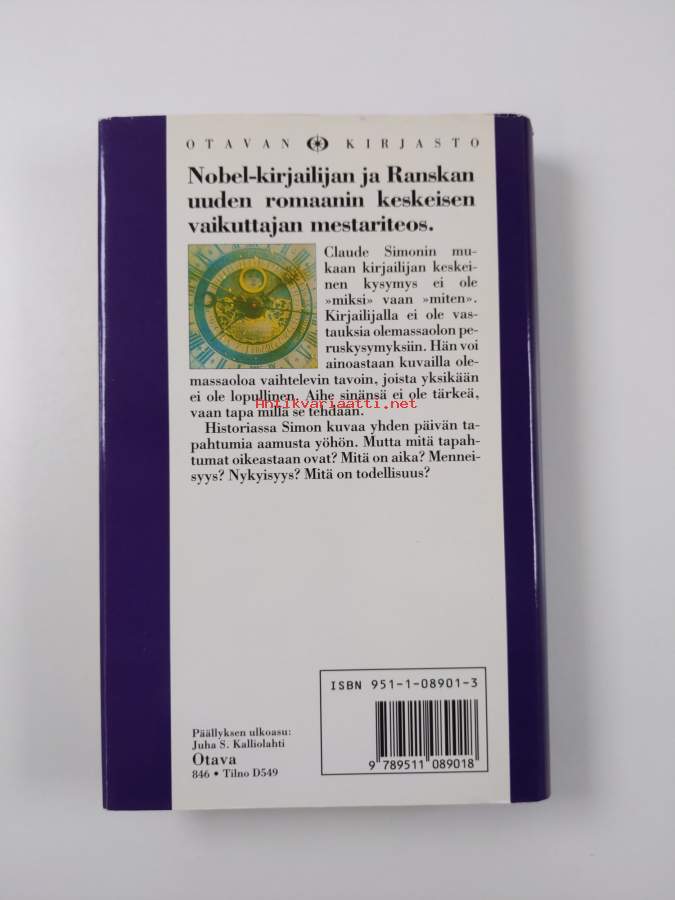 OTAVAN KIRJASTO
Nobel-kirjailijan ja Ranskan
uuden romaanin keskeisen
vaikuttajan mestariteos.
Claude Simonin mu-
kaan kirjailijan keskei-
nen kysymys ei ole
»miksi» vaan »miten».
Kirjailijalla ei ole vas-
tauksia olemassaolon pe-
ruskysymyksiin. Hän voi
ainoastaan kuvailla ole-
massaoloa vaihtelevin tavoin, joista yksikään
ei ole lopullinen. Aihe sinänsä ei ole tärkeä,
Antikvariaatti.net
vaan tapa millä se tehdään.
Historiassa Simon kuvaa yhden päivän ta-
pahtumia aamusta yöhön. Mutta mitä tapah-
tumat oikeastaan ovat? Mitä on aika? Mennei-
syys? Nykyisyys? Mitä on todellisuus?
ISBN 951-1-08901-3
9 789511 089018
Päällyksen ulkoasu:
Juha S. Kalliolahti
Otava
846 • Tilno D549